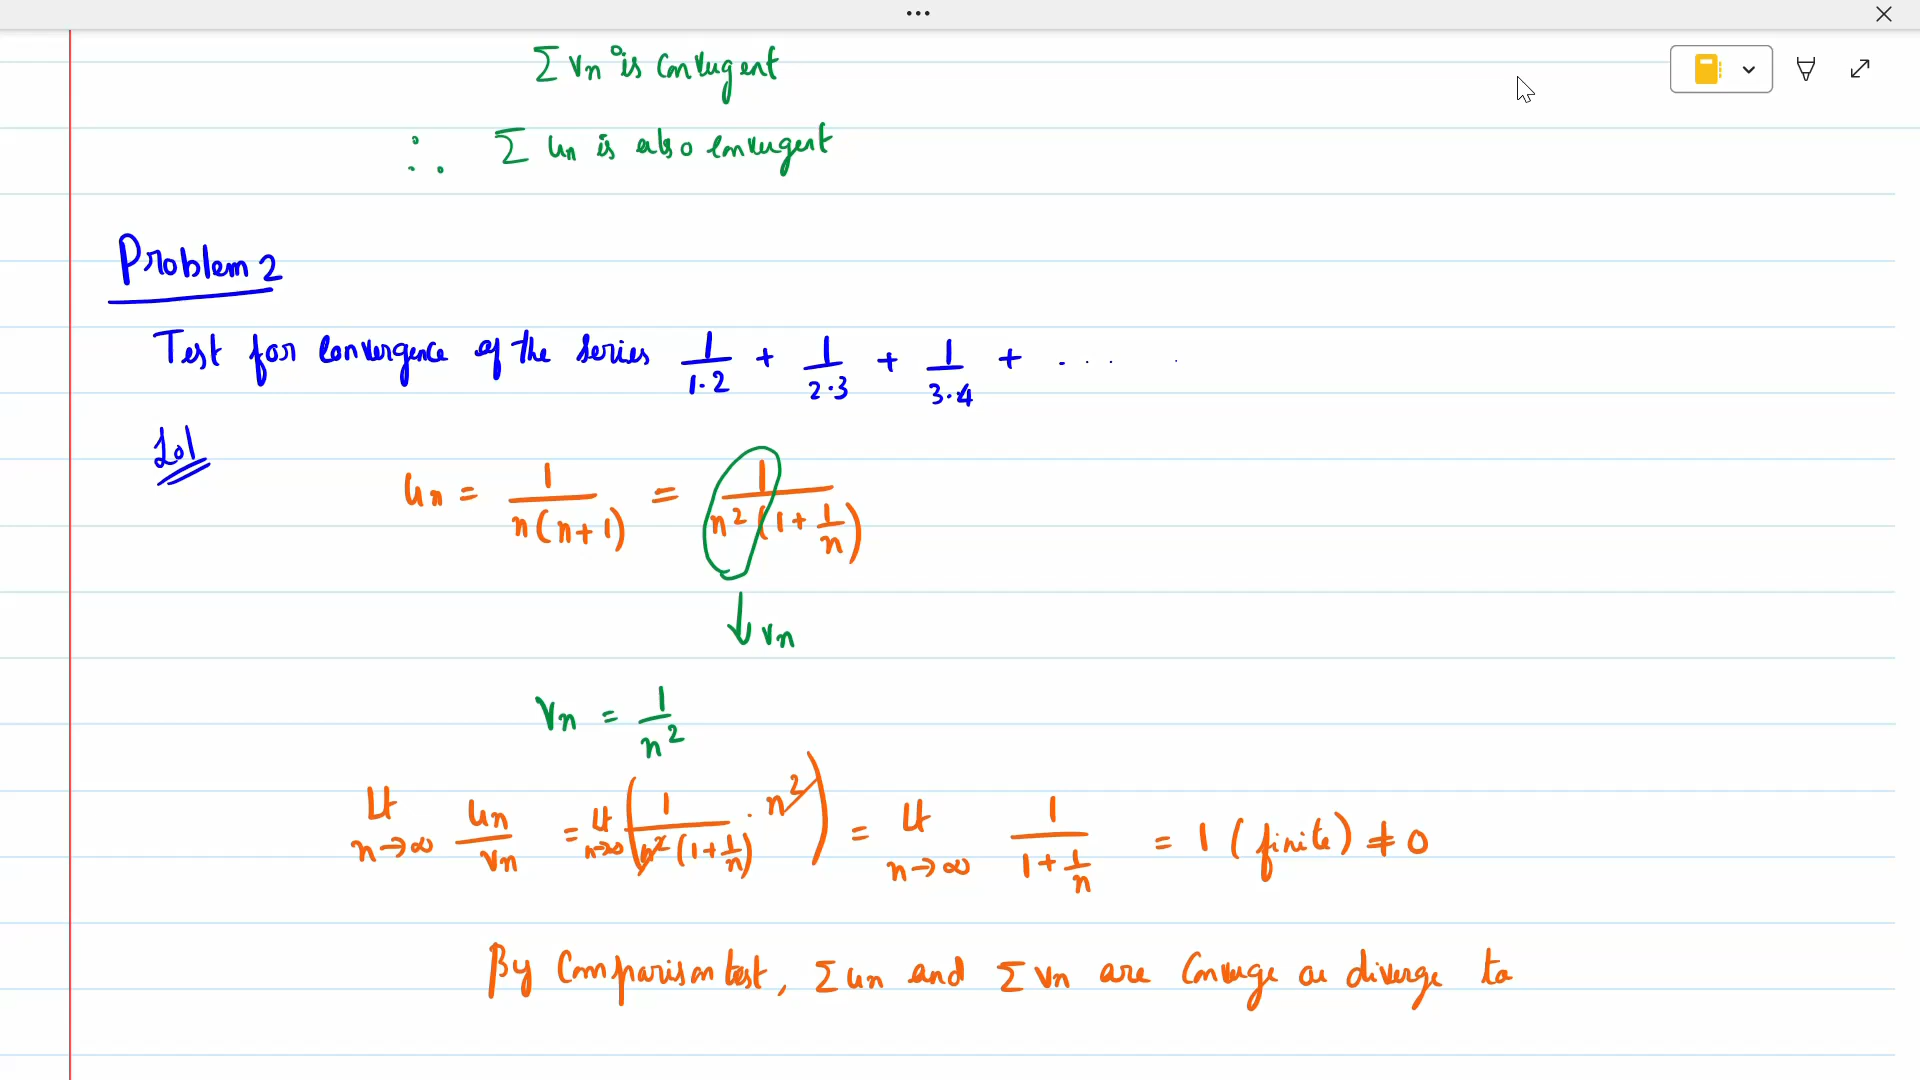 ∑ vn is convergent
∴ ∑ un is also convergent
Problem 2
Test for convergence of the series 1/1·2 + 1/2·3 + 1/3·4 + .....
Sol
un = 1/n(n+1) = 1/n²(1+1/n)
↓ vn
vn = 1/n²
Lt n→∞ un/vn = Lt n→∞ (1/n²(1+1/n) · n²) = Lt n→∞ 1/1+1/n = 1 (finite) ≠ 0
By Comparison test, ∑ un and ∑ vn are Converge or diverge to